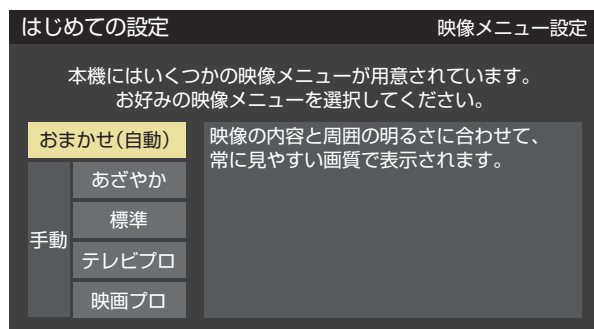 はじめての設定
映像メニュー設定
本機にはいくつかの映像メニューが用意されています。
お好みの映像メニューを選択してください。
おまかせ(自動)
手動
あざやか
標準
テレビプロ
映画プロ
映像の内容と周囲の明るさに合わせて、
常に見やすい画質で表示されます。